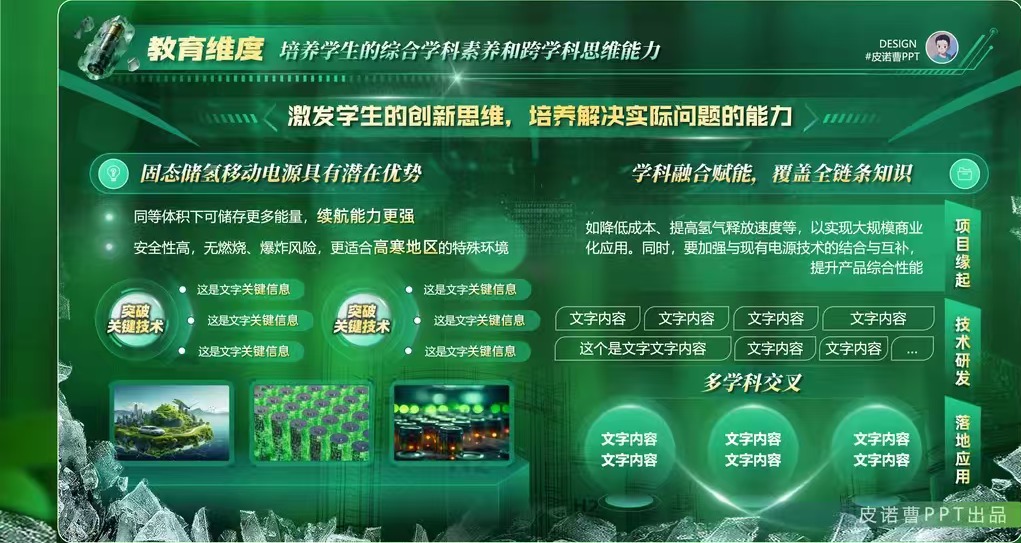 教育维度 培养学生的综合学科素养和跨学科思维能力
DESIGN
#皮诺曹PPT
激发学生的创新思维，培养解决实际问题的能力
固态储氢移动电源具有潜在优势
同等体积下可储存更多能量，续航能力更强
安全性高，无燃烧、爆炸风险，更适合高寒地区的特殊环境
突破
关键技术
这是文字关键信息
这是文字关键信息
这是文字关键信息
突破
关键技术
这是文字关键信息
这是文字关键信息
这是文字关键信息
学科融合赋能，覆盖全链条知识
如降低成本、提高氢气释放速度等，以实现大规模商业
化应用。同时，要加强与现有电源技术的结合与互补，
提升产品综合性能
文字内容 文字内容 文字内容 文字内容
这个是文字文字内容 文字内容 文字内容 ...
多学科交叉
文字内容 文字内容 文字内容
文字内容 文字内容 文字内容
项目缘起
技术研发
落地应用
皮诺曹PPT出品